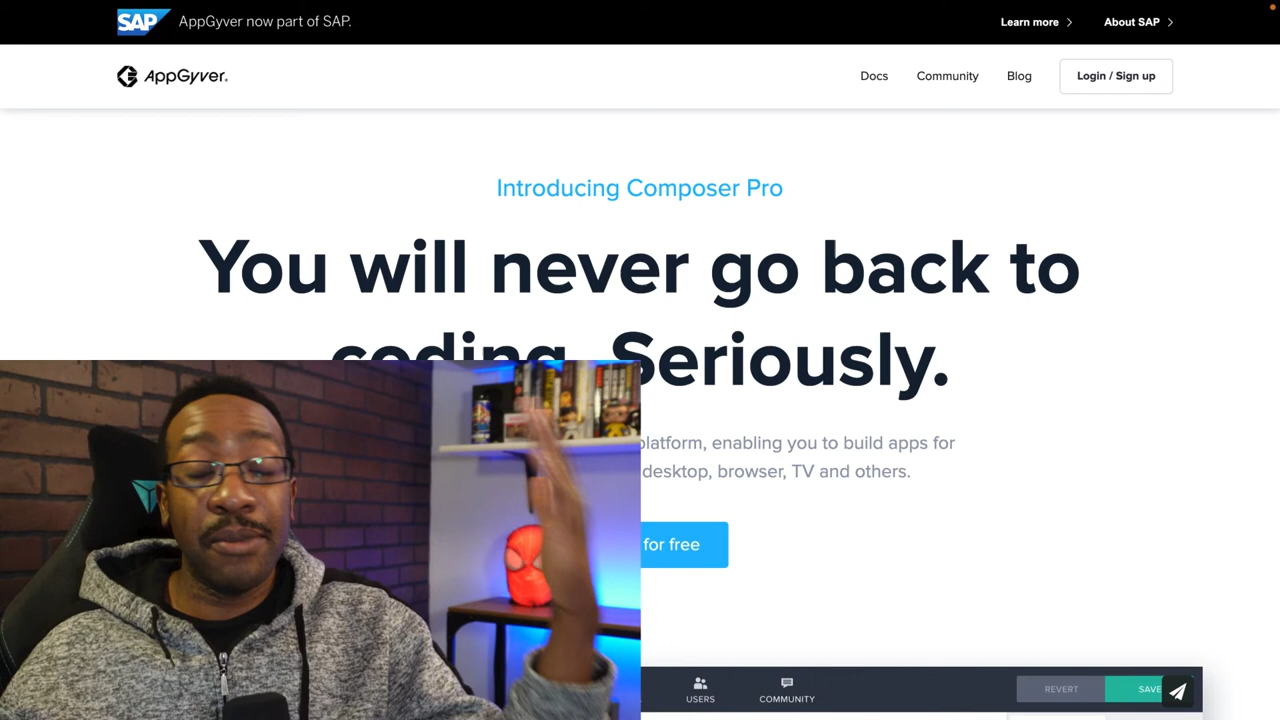 SAP AppGyver now part of SAP. Learn more About SAP
AppGyver Docs Community Blog Login / Sign up
Introducing Composer Pro
You will never go back to
coding. Seriously.
platform, enabling you to build apps for
desktop, browser, TV and others.
for free
USERS COMMUNITY REVERT SAVE